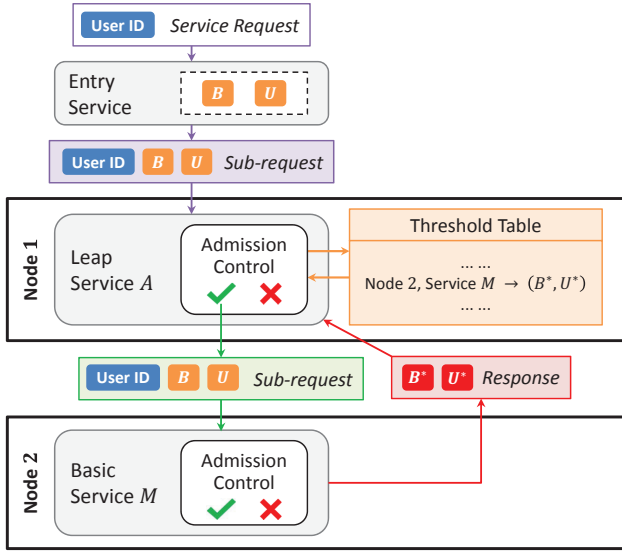 User ID Service Request
Entry
Service
B U
User ID B U Sub-request
Node 1
Leap
Service A
Admission
Control
Threshold Table
... ...
Node 2, Service M → (B*, U*)
... ...
User ID B U Sub-request
B* U* Response
Node 2
Basic
Service M
Admission
Control